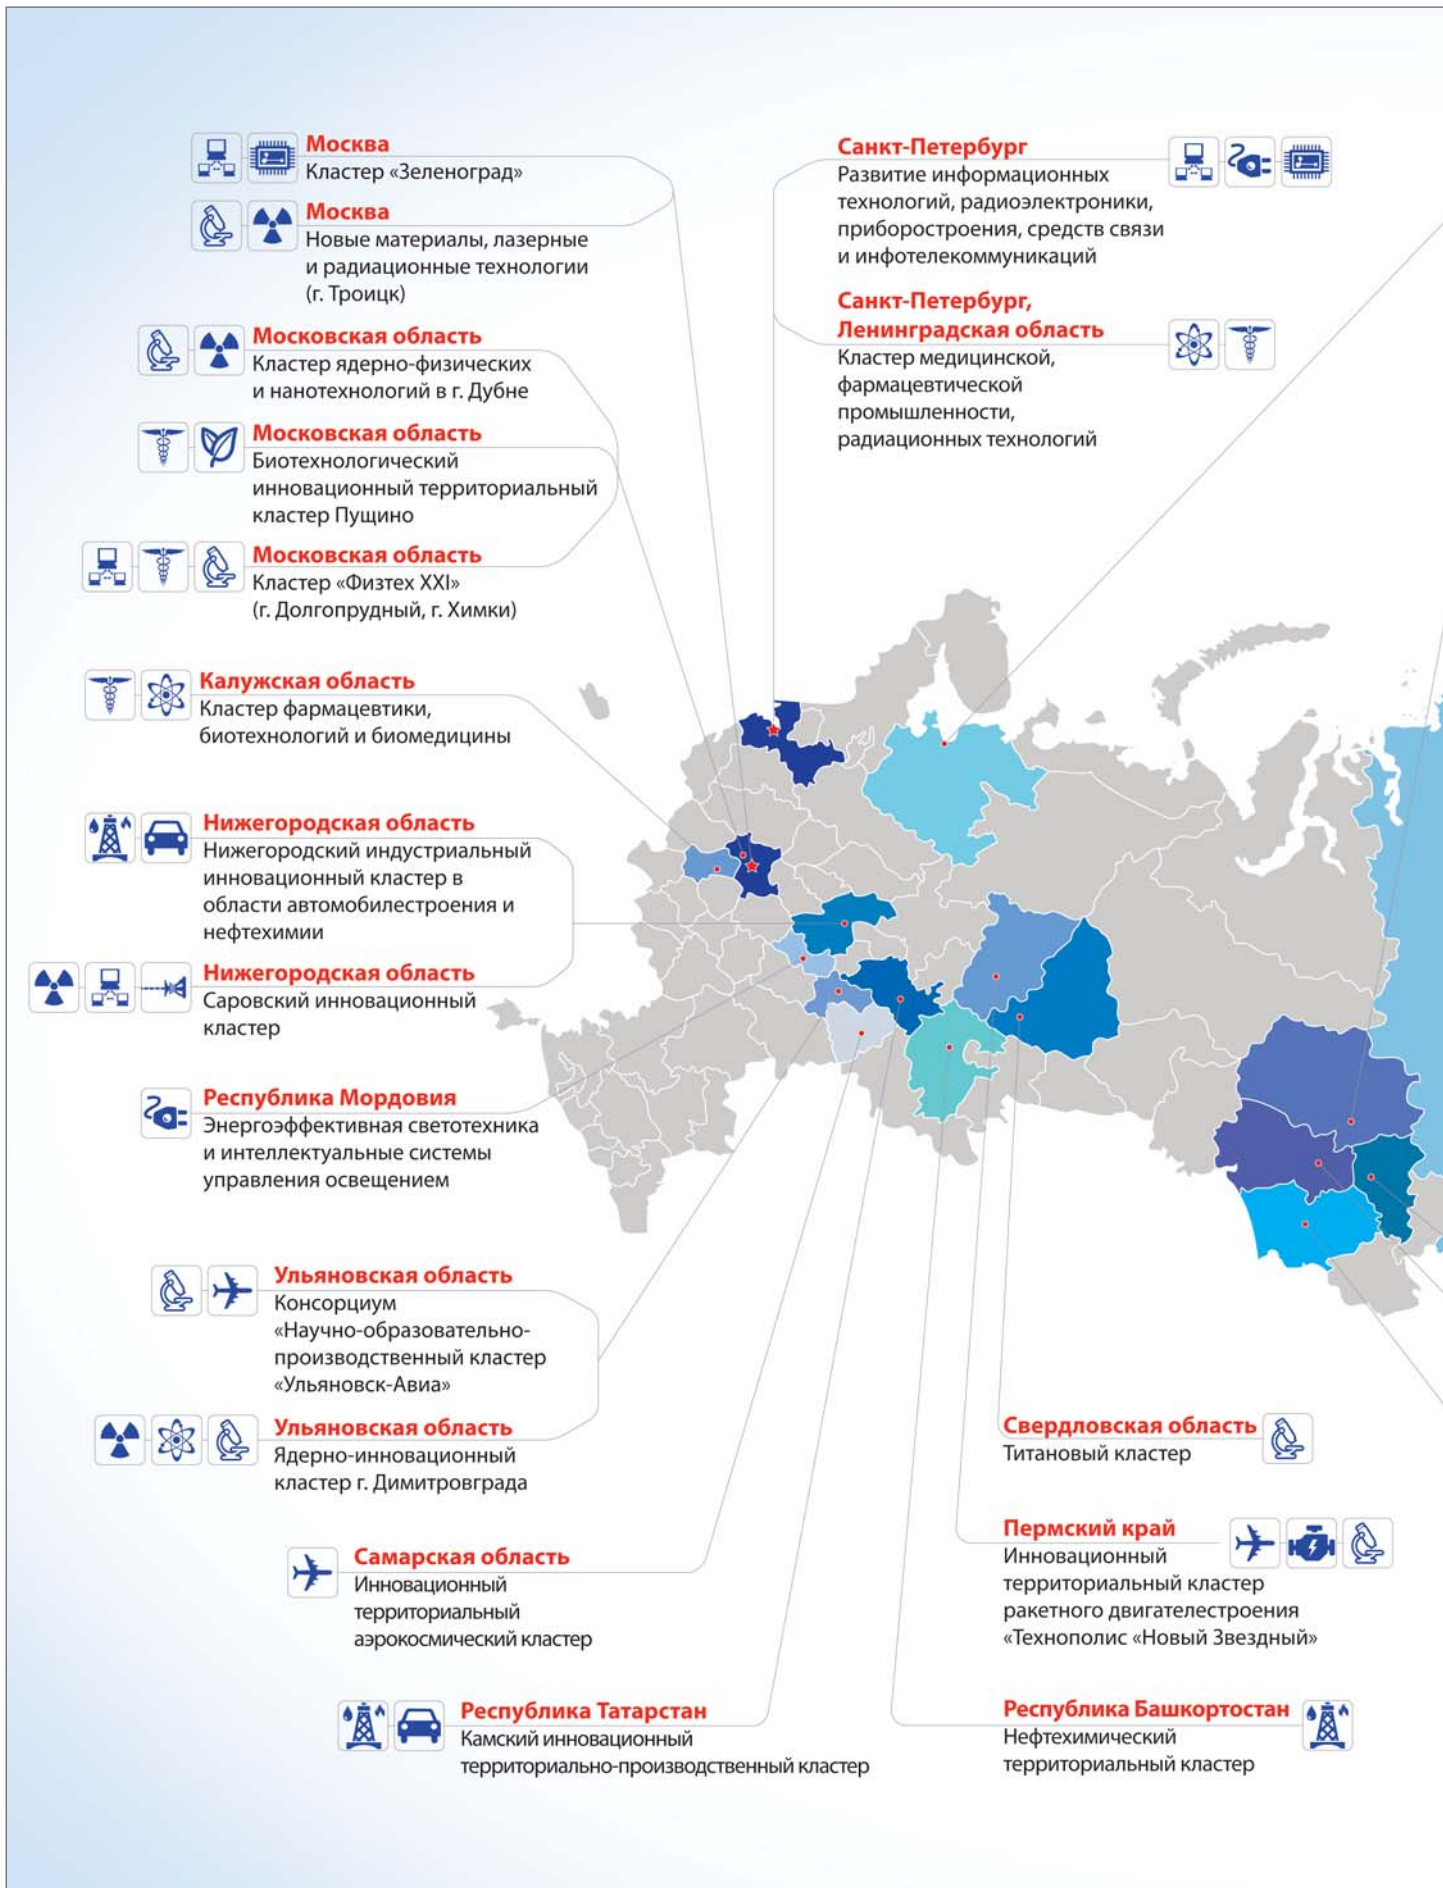 Москва
Кластер «Зеленоград»
Москва
Новые материалы, лазерные
и радиационные технологии
(г. Троицк)
Московская область
Кластер ядерно-физических
и нанотехнологий в г. Дубне
Московская область
Биотехнологический
инновационный территориальный
кластер Пущино
Московская область
Кластер «Физтех XXI»
(г. Долгопрудный, г. Химки)
Калужская область
Кластер фармацевтики,
биотехнологий и биомедицины
Нижегородская область
Нижегородский индустриальный
инновационный кластер в
области автомобилестроения и
нефтехимии
Нижегородская область
Саровский инновационный
кластер
Республика Мордовия
Энергоэффективная светотехника
и интеллектуальные системы
управления освещением
Ульяновская область
Консорциум
«Научно-образовательно-
производственный кластер
«Ульяновск-Авиа»
Ульяновская область
Ядерно-инновационный
кластер г. Димитровграда
Самарская область
Инновационный
территориальный
аэрокосмический кластер
Республика Татарстан
Камский инновационный
территориально-производственный кластер
Санкт-Петербург
Развитие информационных
технологий, радиоэлектроники,
приборостроения, средств связи
и инфотелекоммуникаций
Санкт-Петербург,
Ленинградская область
Кластер медицинской,
фармацевтической
промышленности,
радиационных технологий
Свердловская область
Титановый кластер
Пермский край
Инновационный
территориальный кластер
ракетного двигателестроения
«Технополис «Новый Звездный»
Республика Башкортостан
Нефтехимический
территориальный кластер